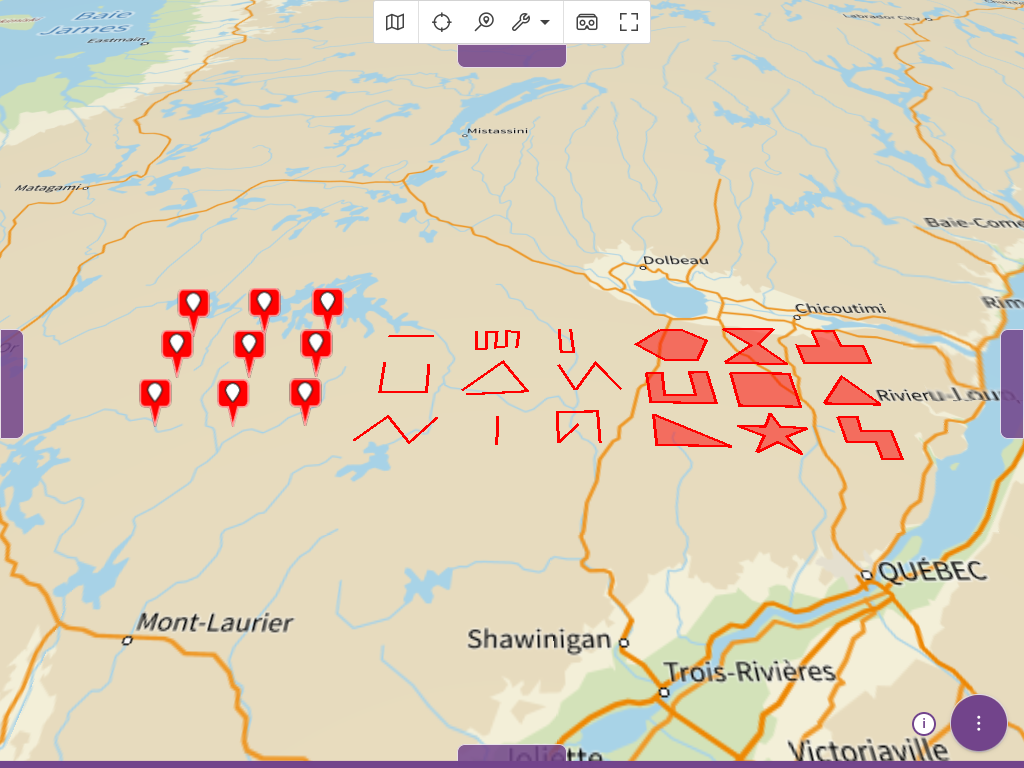 Baie
James
Eastmain
Labrador City
Mistassini
Matagami
Baie-Come
Dolbeau
Rim
Chicoutimi
Or
Rivière-du-Loup
QUÉBEC
Mont-Laurier
Shawinigan
Trois-Rivières
Joliette
Victoriaville
i